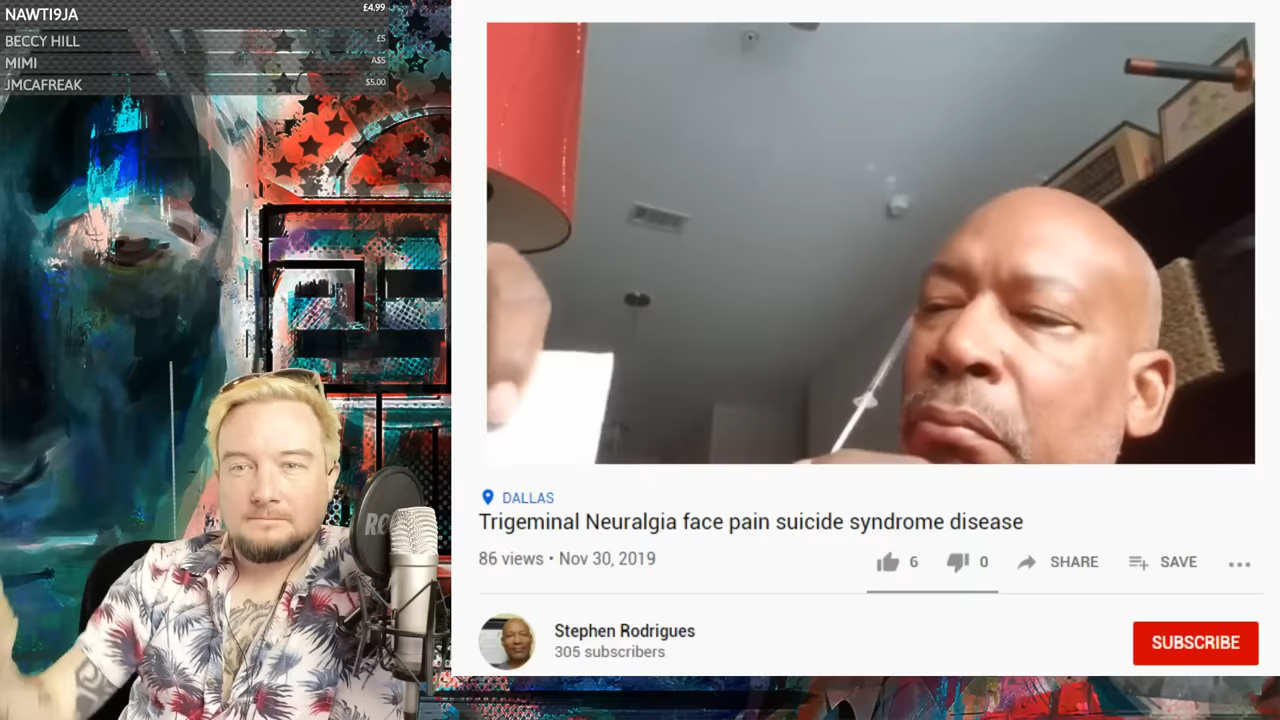 NAWTI9JA £4.99
BECCY HILL £5
MIMI A$5
JMCAFREAK $5.00
DALLAS
Trigeminal Neuralgia face pain suicide syndrome disease
86 views • Nov 30, 2019
6 0 SHARE SAVE
Stephen Rodrigues
305 subscribers
SUBSCRIBE